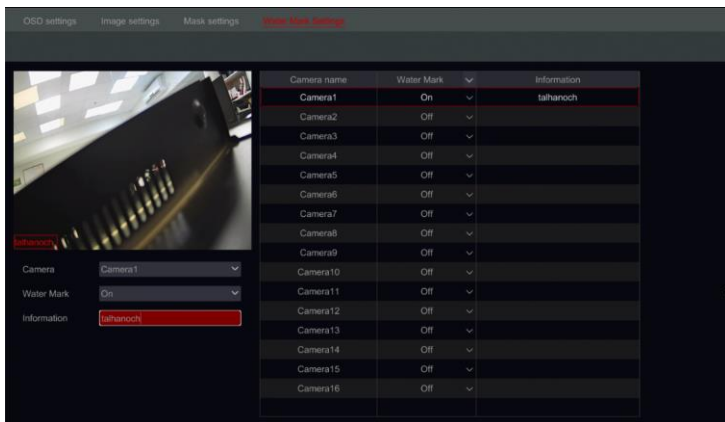 OSD settings Image settings Mask settings Water Mark Settings
Camera name Water Mark Information
Camera1 On talhanoch
Camera2 Off
Camera3 Off
Camera4 Off
Camera5 Off
Camera6 Off
Camera7 Off
Camera8 Off
Camera9 Off
Camera10 Off
Camera11 Off
Camera12 Off
Camera13 Off
Camera14 Off
Camera15 Off
Camera16 Off
talhanoch
Camera Camera1
Water Mark On
Information talhanoch